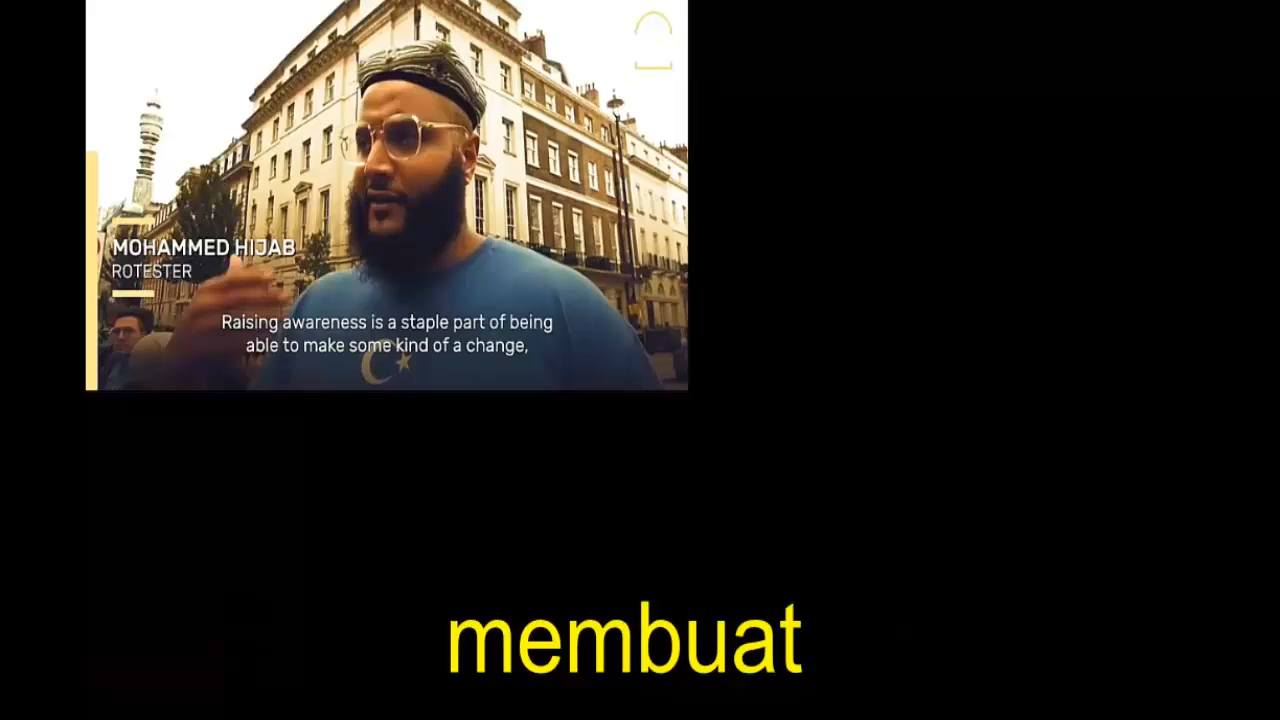 MOHAMMED HIJAB
ROTESTER
Raising awareness is a staple part of being
able to make some kind of a change,
membuat